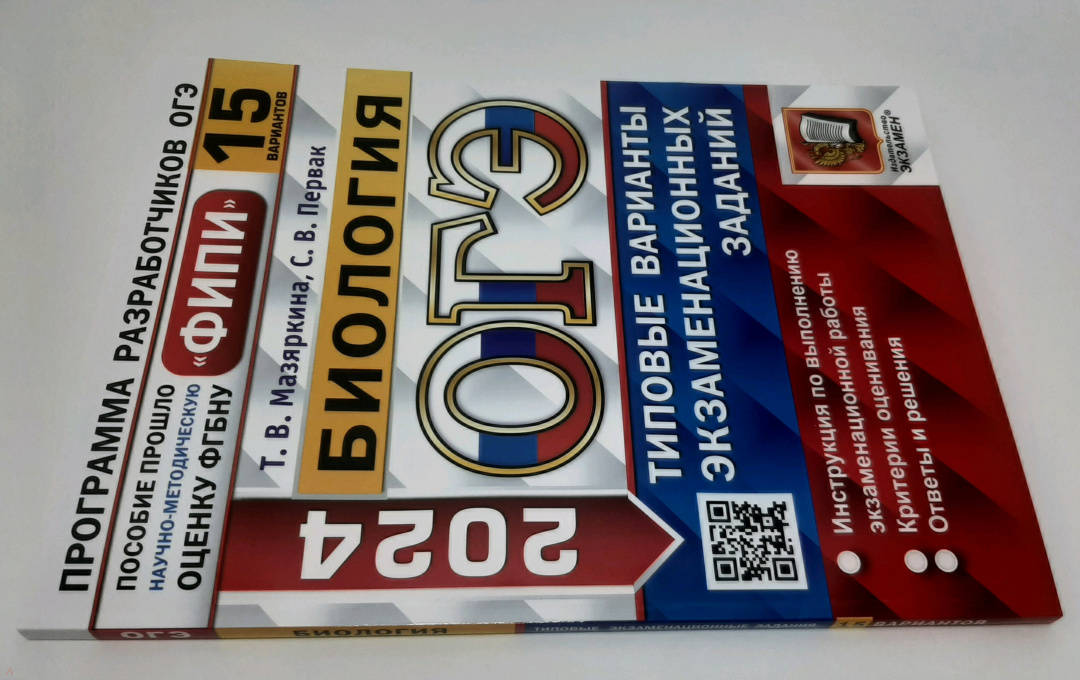 ПРОГРАММА РАЗРАБОТЧИКОВ ОГЭ
ПОСОБИЕ ПРОШЛО
НАУЧНО-МЕТОДИЧЕСКУЮ
ОЦЕНКУ ФГБНУ
«ФИПИ»
15
ВАРИАНТОВ
Т. В. Мазяркина, С. В. Первак
БИОЛОГИЯ
ОГЭ
2024
ТИПОВЫЕ ВАРИАНТЫ
ЭКЗАМЕНАЦИОННЫХ
ЗАДАНИЙ
Инструкция по выполнению
экзаменационной работы
Критерии оценивания
Ответы и решения
Издательство®
ЭКЗАМЕН
ОГЭ
БИОЛОГИЯ
ТИПОВЫЕ ЭКЗАМЕНАЦИОННЫЕ ЗАДАНИЯ
15 ВАРИАНТОВ